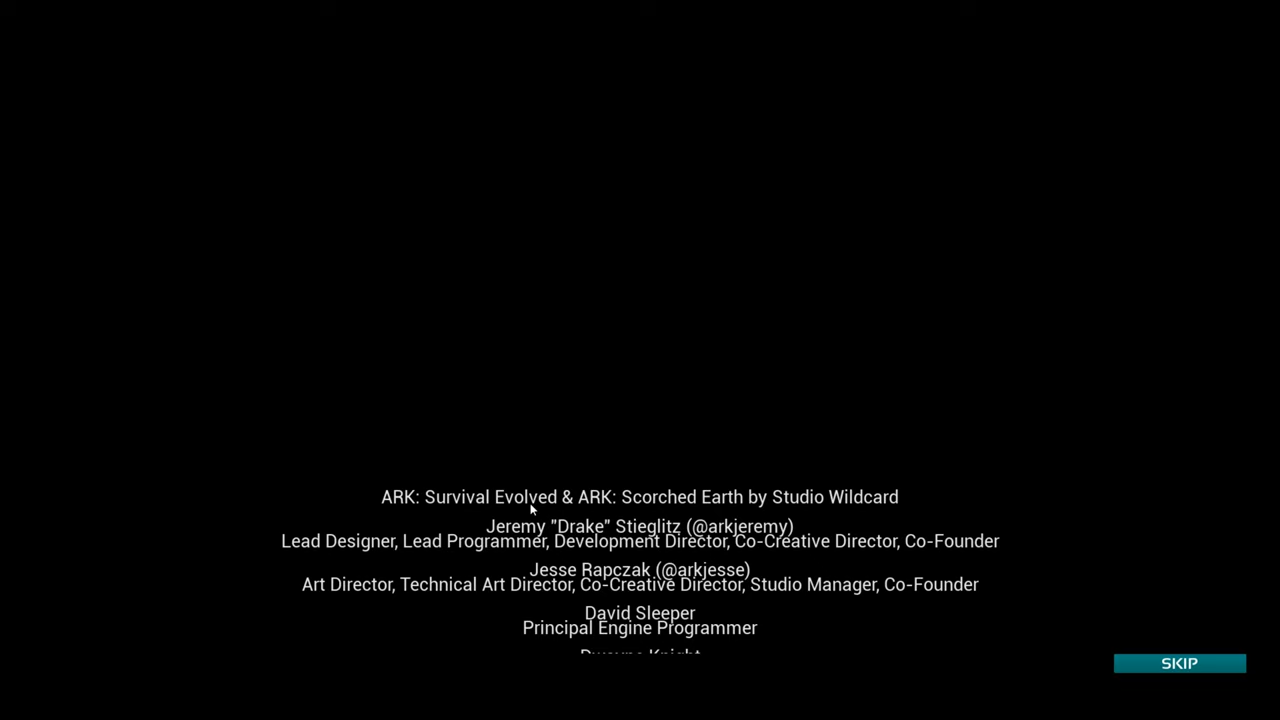 ARK: Survival Evolved & ARK: Scorched Earth by Studio Wildcard
Jeremy "Drake" Stieglitz (@arkjeremy)
Lead Designer, Lead Programmer, Development Director, Co-Creative Director, Co-Founder
Jesse Rapczak (@arkjesse)
Art Director, Technical Art Director, Co-Creative Director, Studio Manager, Co-Founder
David Sleeper
Principal Engine Programmer
Knight
SKIP